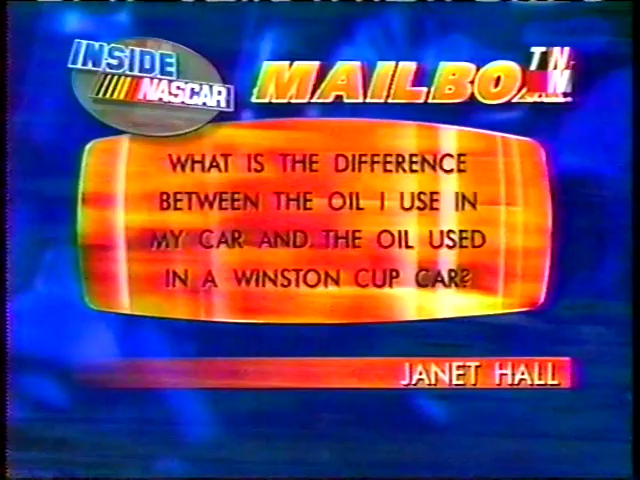 INSIDE
NASCAR
MAILBO
TNN
WHAT IS THE DIFFERENCE
BETWEEN THE OIL I USE IN
MY CAR AND THE OIL USED
IN A WINSTON CUP CAR?
JANET HALL